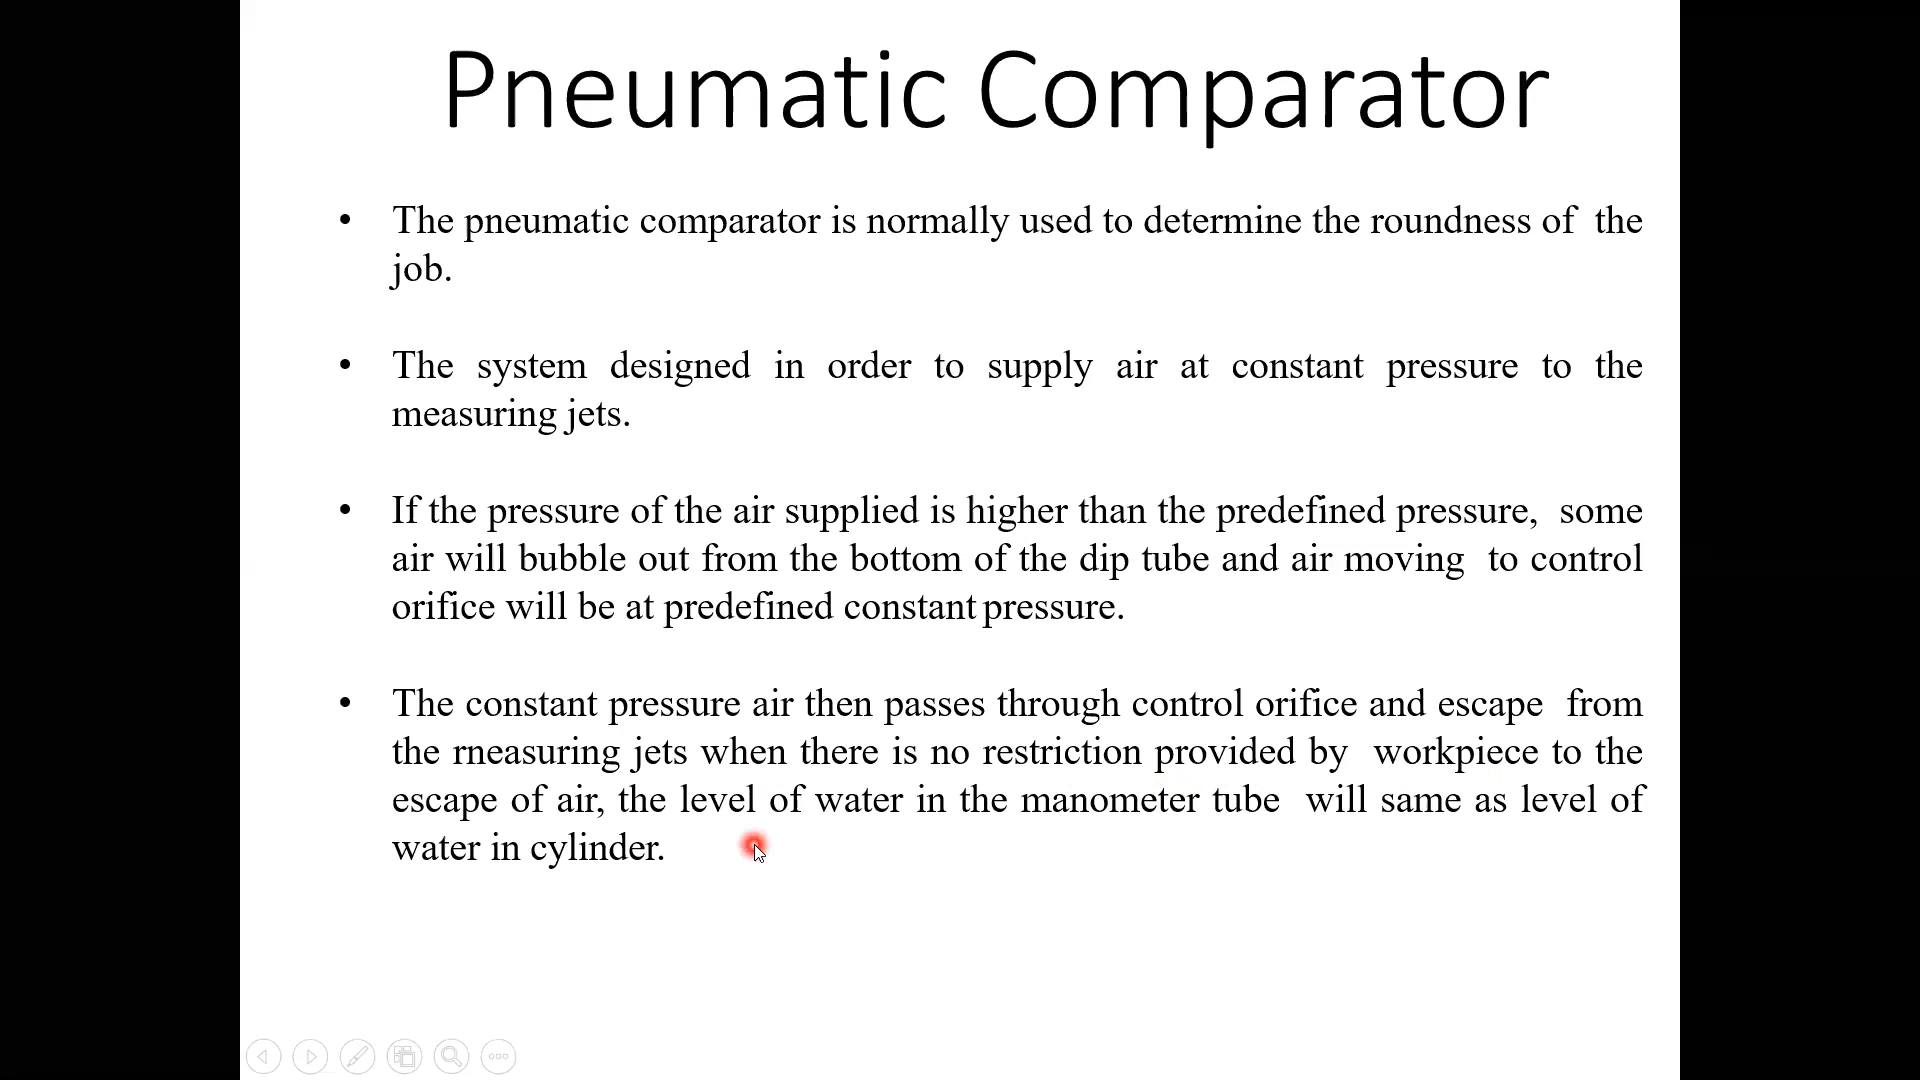 Pneumatic Comparator
• The pneumatic comparator is normally used to determine the roundness of the
job.
• The system designed in order to supply air at constant pressure to the
measuring jets.
• If the pressure of the air supplied is higher than the predefined pressure, some
air will bubble out from the bottom of the dip tube and air moving to control
orifice will be at predefined constant pressure.
• The constant pressure air then passes through control orifice and escape from
the rneasuring jets when there is no restriction provided by workpiece to the
escape of air, the level of water in the manometer tube will same as level of
water in cylinder.